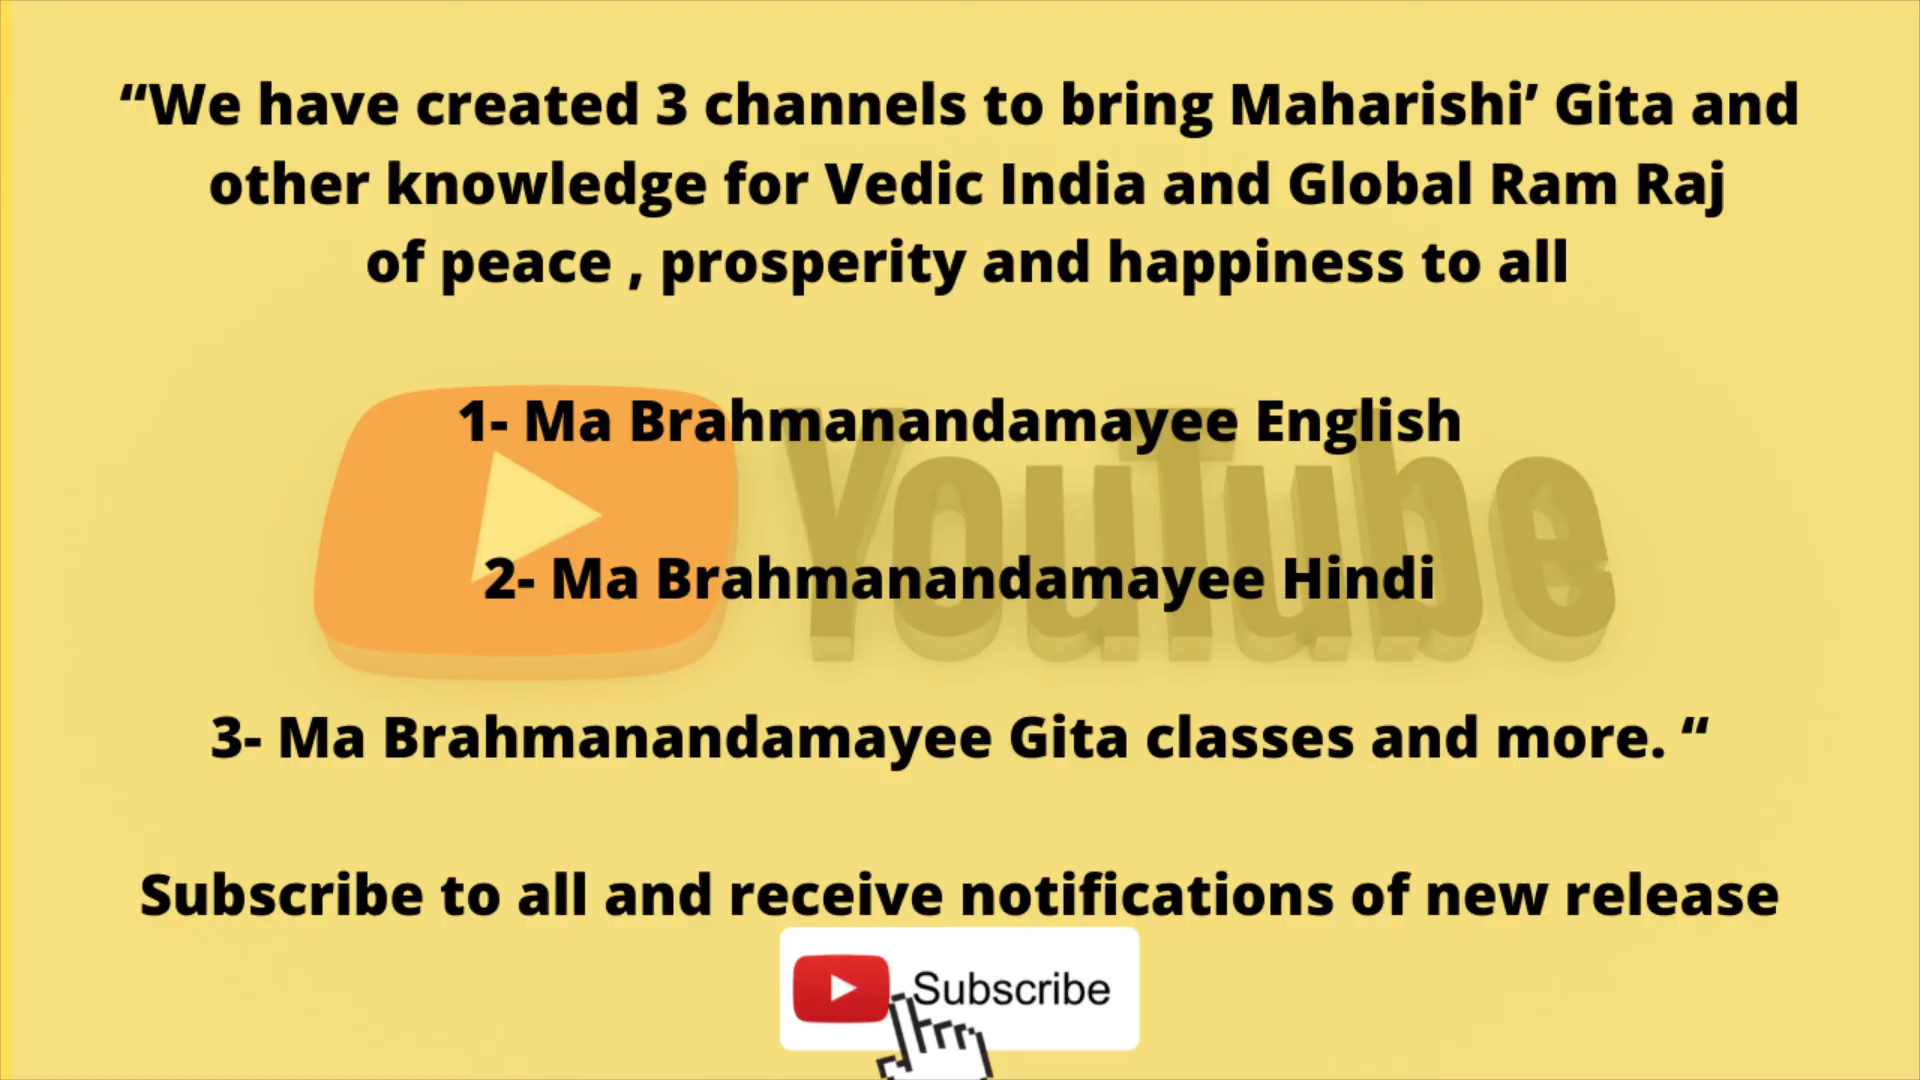 “We have created 3 channels to bring Maharishi’ Gita and
other knowledge for Vedic India and Global Ram Raj
of peace , prosperity and happiness to all
1- Ma Brahmanandamayee English
YouTube
2- Ma Brahmanandamayee Hindi
3- Ma Brahmanandamayee Gita classes and more. “
Subscribe to all and receive notifications of new release
Subscribe